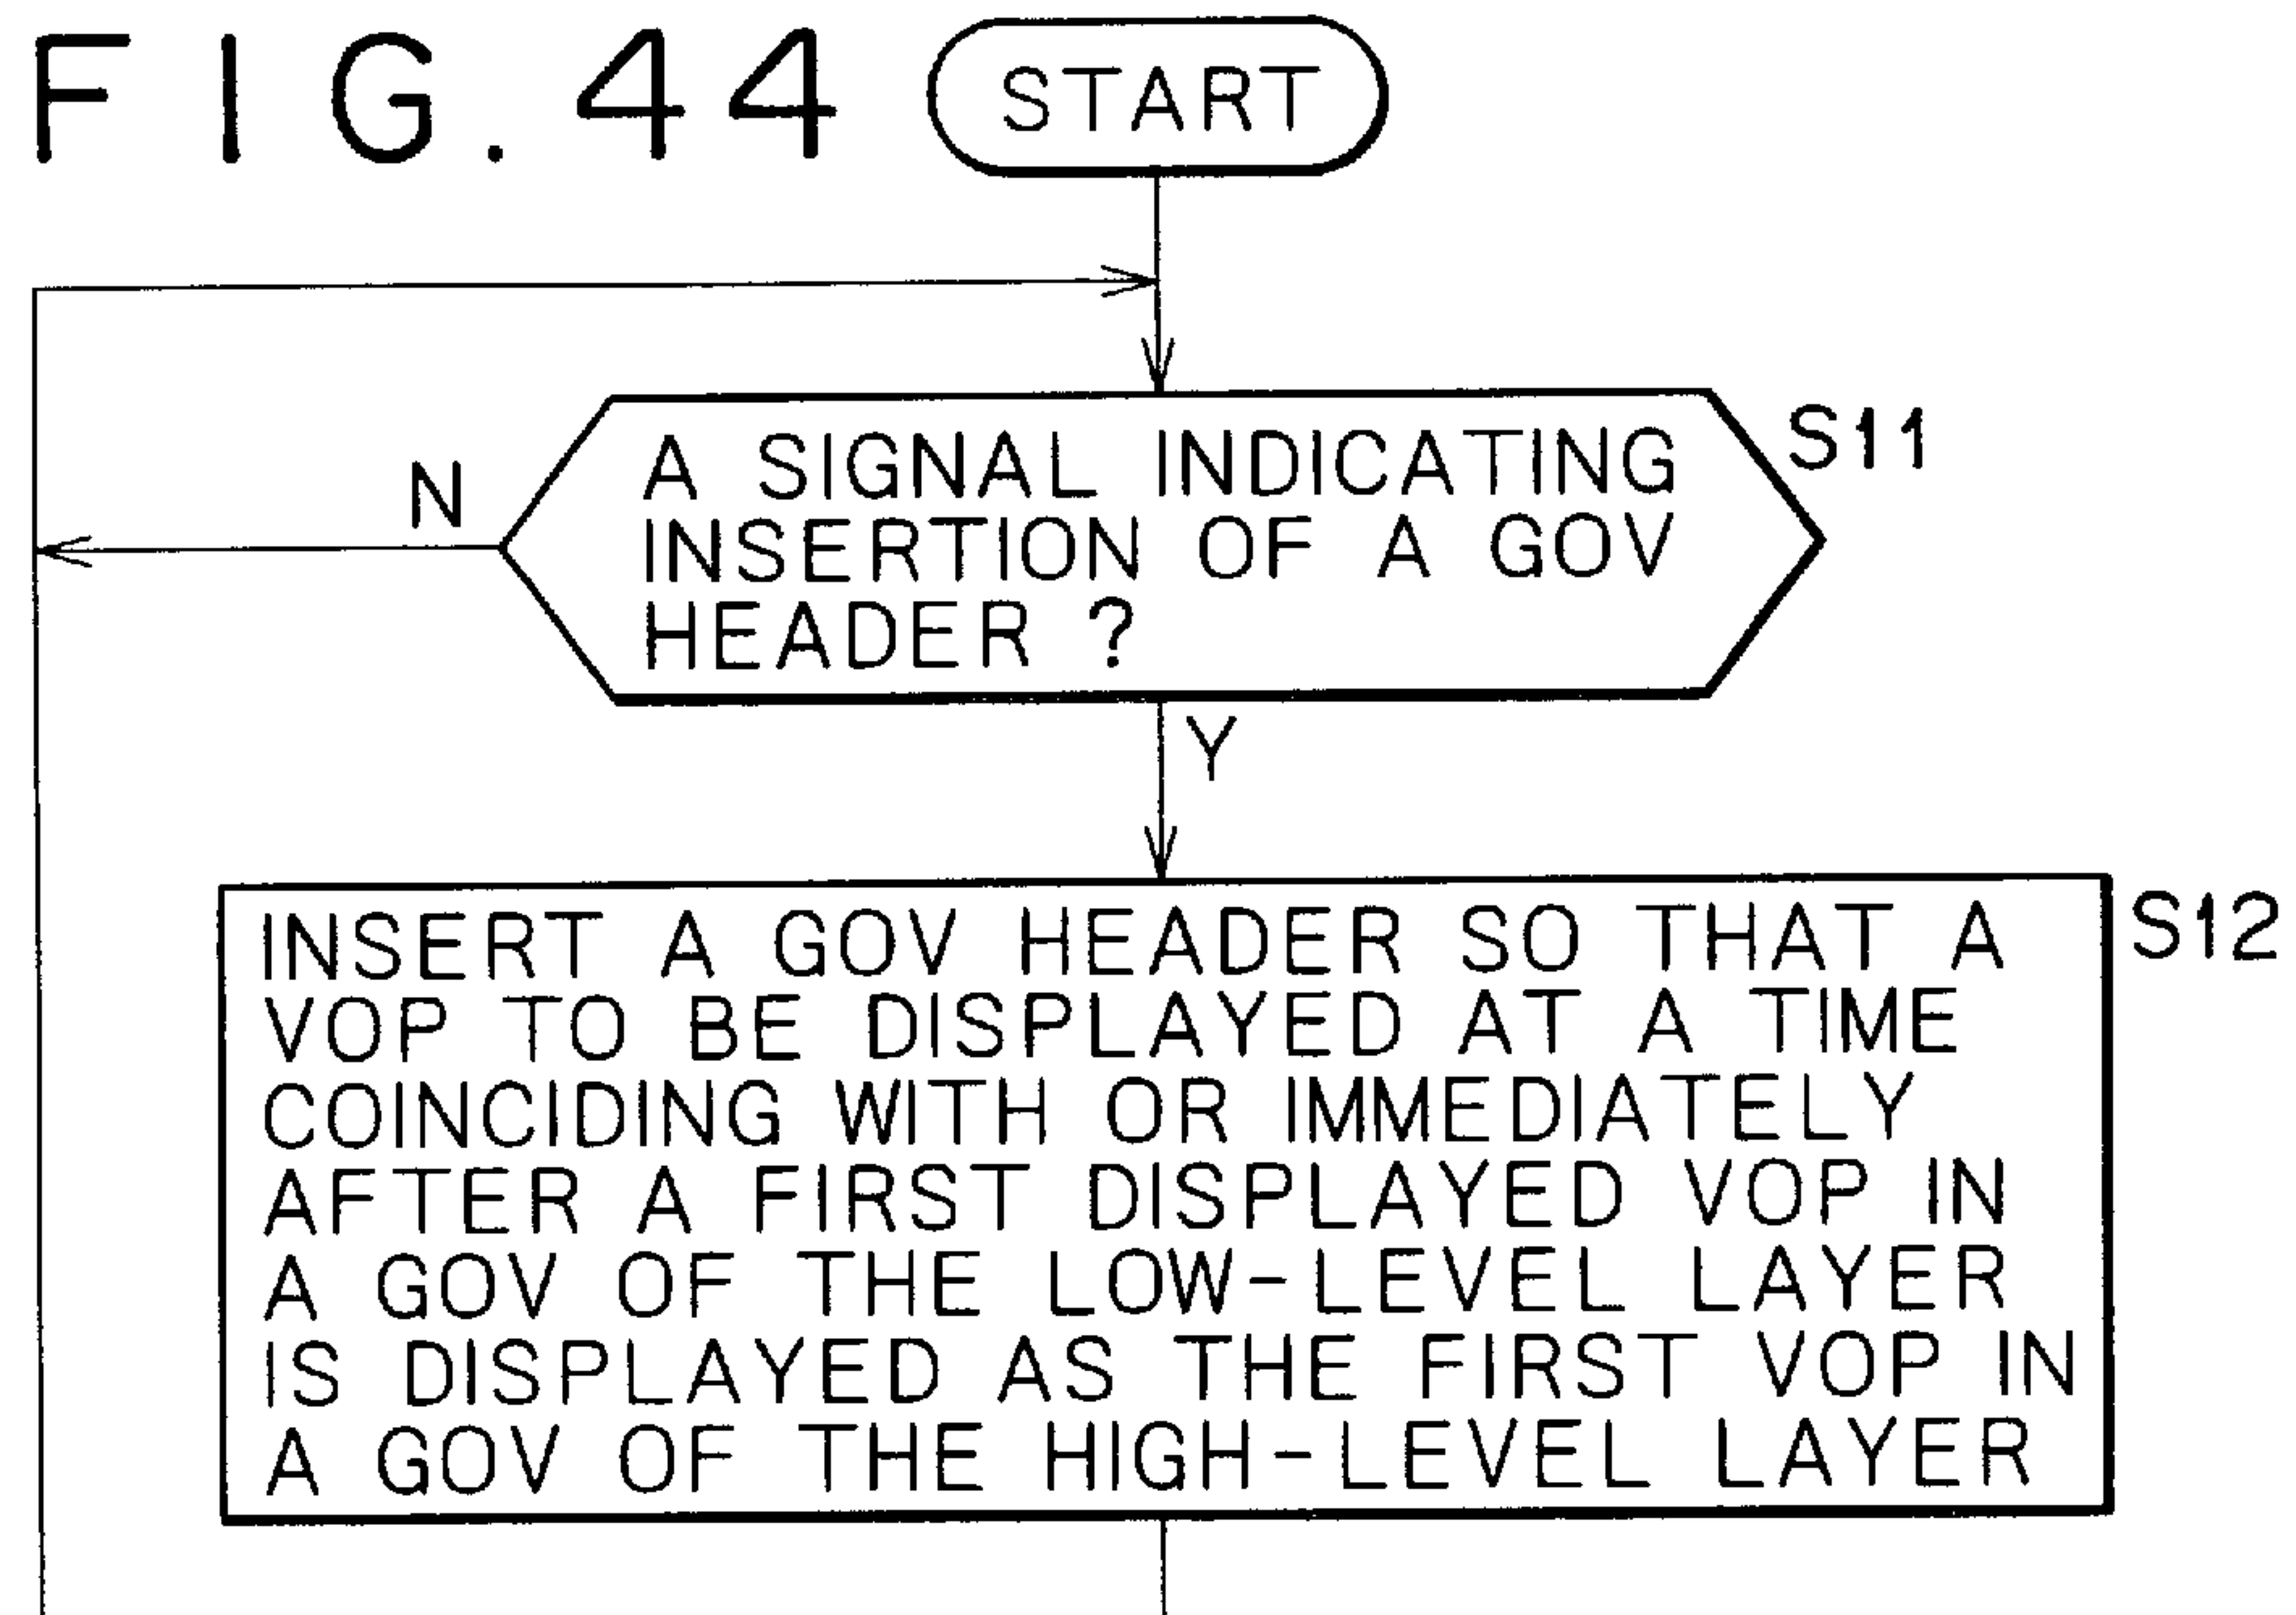 FIG.44
START
A SIGNAL INDICATING
INSERTION OF A GOV
HEADER ?
S11
N
Y
INSERT A GOV HEADER SO THAT A
VOP TO BE DISPLAYED AT A TIME
COINCIDING WITH OR IMMEDIATELY
AFTER A FIRST DISPLAYED VOP IN
A GOV OF THE LOW-LEVEL LAYER
IS DISPLAYED AS THE FIRST VOP IN
A GOV OF THE HIGH-LEVEL LAYER
S12